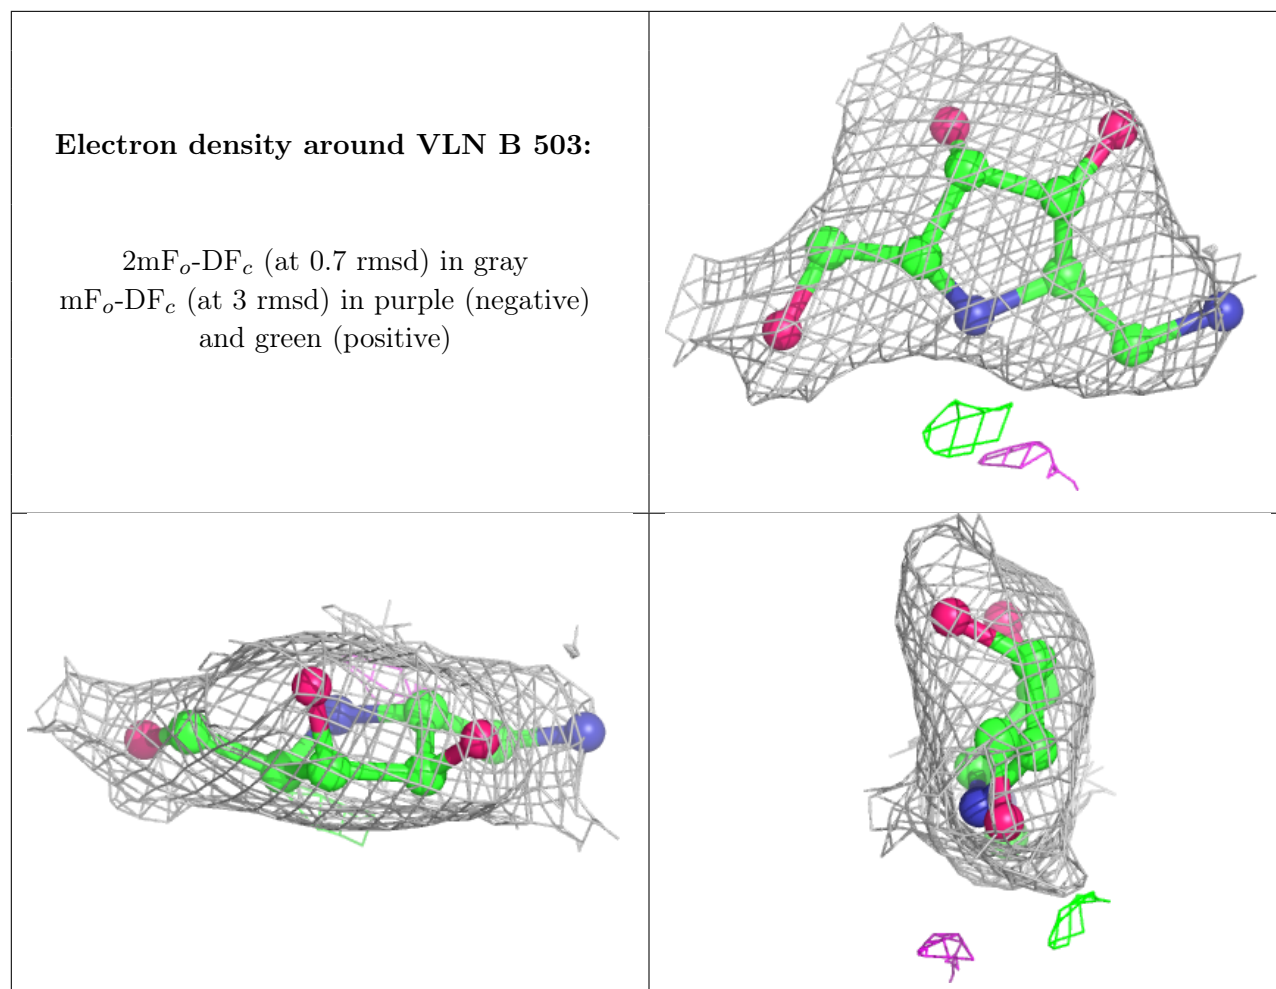 Electron density around VLN B 503:
2mFₒ-DF𝒸 (at 0.7 rmsd) in gray
mFₒ-DF𝒸 (at 3 rmsd) in purple (negative)
and green (positive)